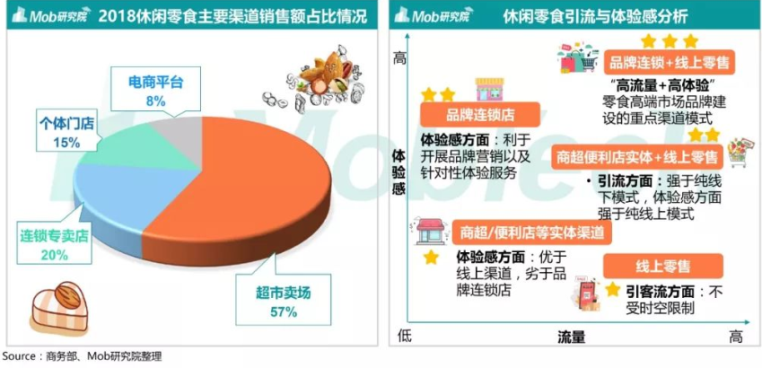 Mob研究院
2018休闲零食主要渠道销售额占比情况
电商平台
8%
个体门店
15%
连锁专卖店
20%
超市卖场
57%
Mob研究院
休闲零食引流与体验感分析
高
体验感
低
流量
高
品牌连锁+线上零售
“高流量+高体验”
零食高端市场品牌建
设的重点渠道模式
品牌连锁店
体验感方面：利于
开展品牌营销以及
针对性体验服务
商超便利店实体+线上零售
• 引流方面：强于纯线
下模式，体验感方面
强于纯线上模式
商超/便利店等实体渠道
体验感方面：优于
线上渠道，劣于品
牌连锁店
线上零售
引客流方面：不
受时空限制
Source：商务部、Mob研究院整理